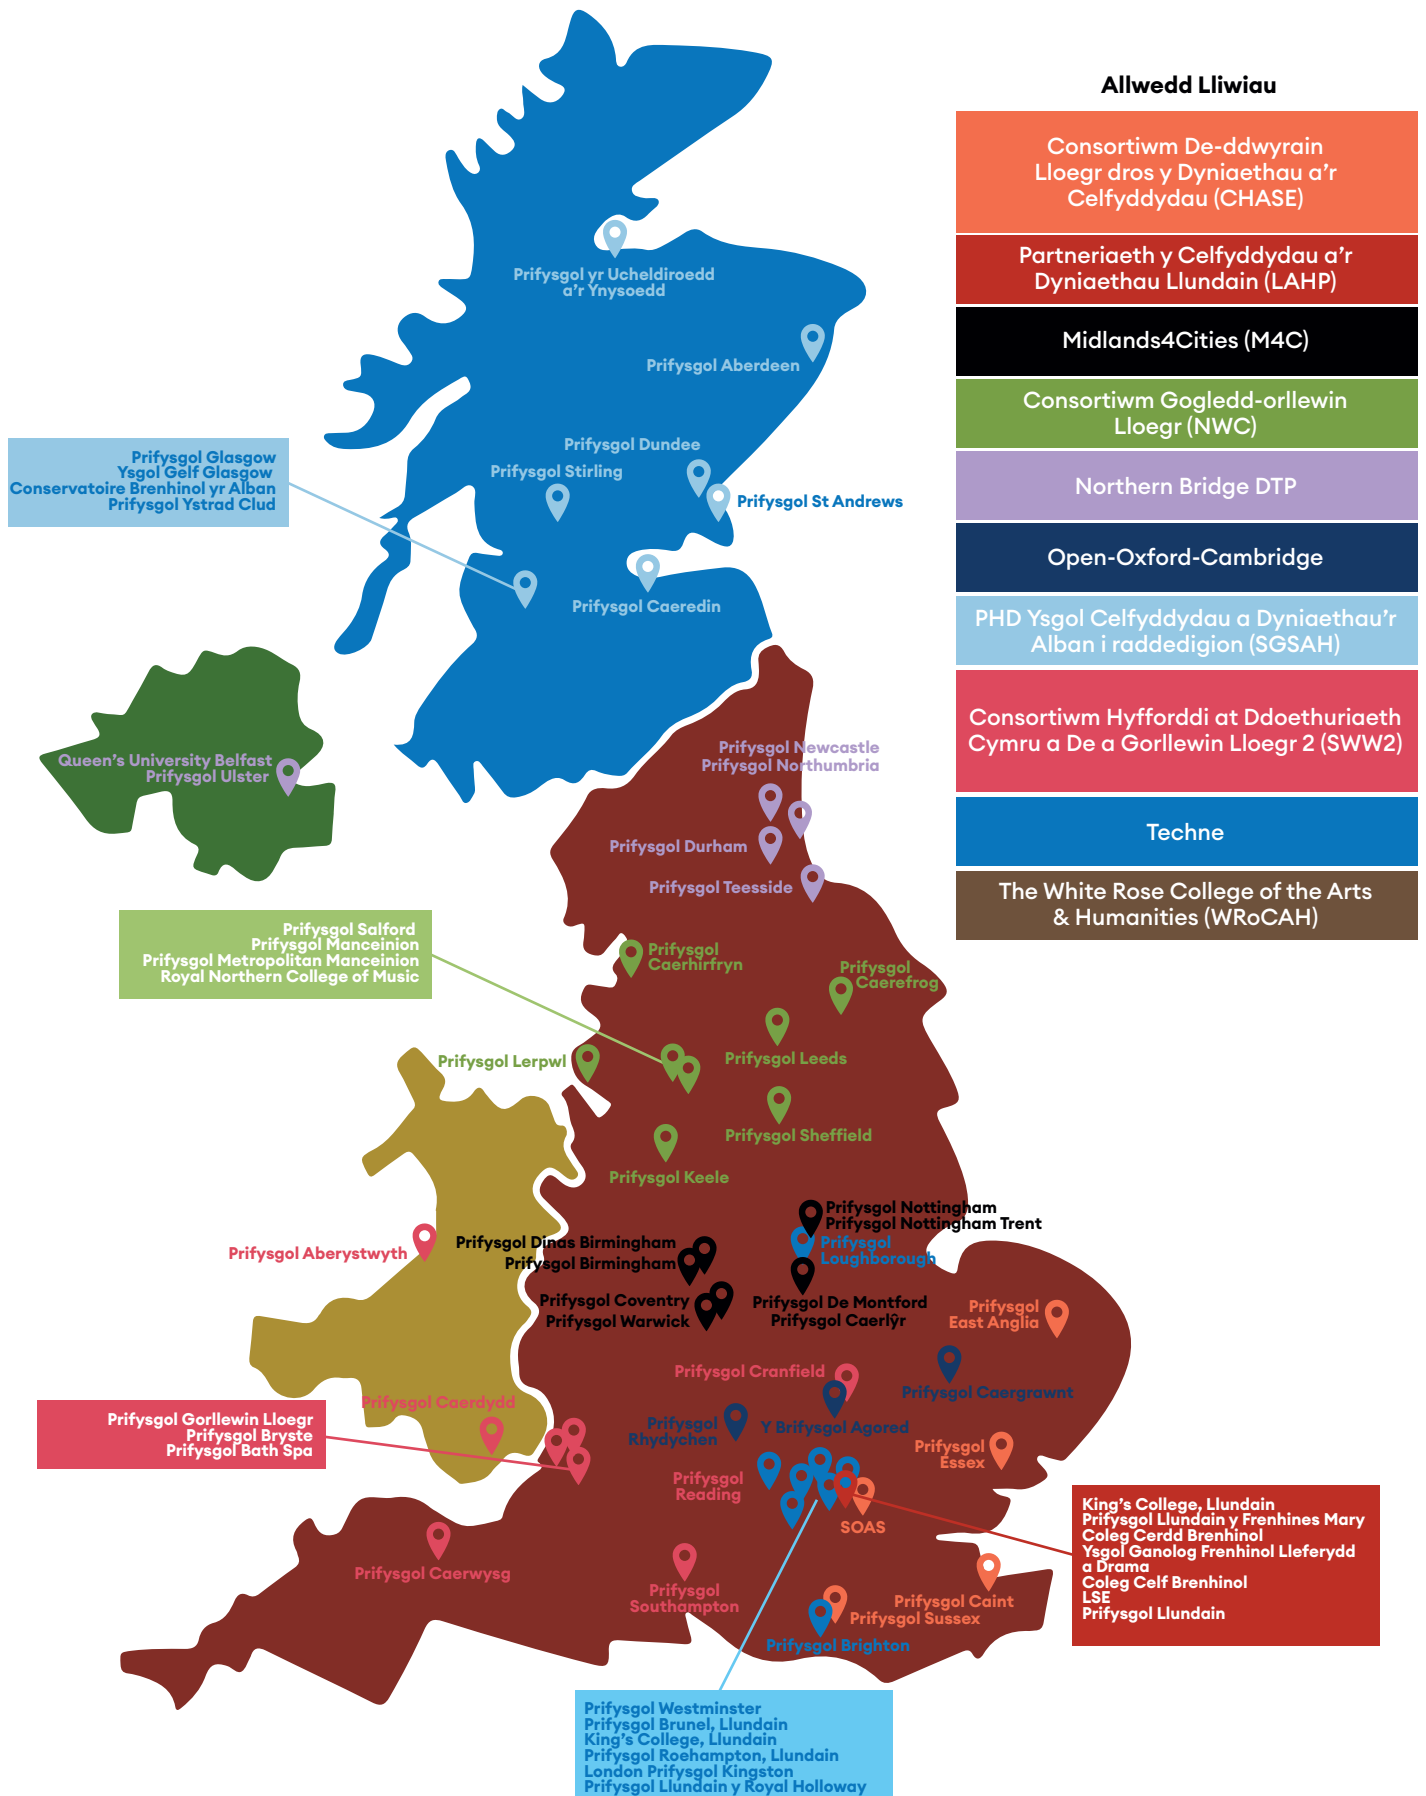 Allwedd Lliwiau
Consortiwm De-ddwyrain
Lloegr dros y Dyniaethau a’r
Celfyddydau (CHASE)
Partneriaeth y Celfyddydau a’r
Dyniaethau Llundain (LAHP)
Midlands4Cities (M4C)
Consortiwm Gogledd-orllewin
Lloegr (NWC)
Northern Bridge DTP
Open-Oxford-Cambridge
PHD Ysgol Celfyddydau a Dyniaethau’r
Alban i raddedigion (SGSAH)
Consortiwm Hyfforddi at Ddoethuriaeth
Cymru a De a Gorllewin Lloegr 2 (SWW2)
Techne
The White Rose College of the Arts
& Humanities (WRoCAH)
Prifysgol yr Ucheldiroedd
a’r Ynysoedd
Prifysgol Aberdeen
Prifysgol Dundee
Prifysgol Stirling
Prifysgol St Andrews
Prifysgol Glasgow
Ysgol Gelf Glasgow
Conservatoire Brenhinol yr Alban
Prifysgol Ystrad Clud
Prifysgol Caeredin
Queen’s University Belfast
Prifysgol Ulster
Prifysgol Newcastle
Prifysgol Northumbria
Prifysgol Durham
Prifysgol Teesside
Prifysgol Salford
Prifysgol Manceinion
Prifysgol Metropolitan Manceinion
Royal Northern College of Music
Prifysgol
Caerhirfryn
Prifysgol
Caerefrog
Prifysgol Lerpwl
Prifysgol Leeds
Prifysgol Sheffield
Prifysgol Keele
Prifysgol Nottingham
Prifysgol Nottingham Trent
Prifysgol
Loughborough
Prifysgol Aberystwyth
Prifysgol Dinas Birmingham
Prifysgol Birmingham
Prifysgol Coventry
Prifysgol Warwick
Prifysgol De Montford
Prifysgol Caerlŷr
Prifysgol
East Anglia
Prifysgol Cranfield
Prifysgol Caergrawnt
Prifysgol Caerdydd
Prifysgol
Rhydychen
Y Brifysgol Agored
Prifysgol Gorllewin Lloegr
Prifysgol Bryste
Prifysgol Bath Spa
Prifysgol
Essex
Prifysgol
Reading
SOAS
King’s College, Llundain
Prifysgol Llundain y Frenhines Mary
Coleg Cerdd Brenhinol
Ysgol Ganolog Frenhinol Lleferydd
a Drama
Coleg Celf Brenhinol
LSE
Prifysgol Llundain
Prifysgol Caerwysg
Prifysgol
Southampton
Prifysgol Caint
Prifysgol Sussex
Prifysgol Brighton
Prifysgol Westminster
Prifysgol Brunel, Llundain
King’s College, Llundain
Prifysgol Roehampton, Llundain
London Prifysgol Kingston
Prifysgol Llundain y Royal Holloway